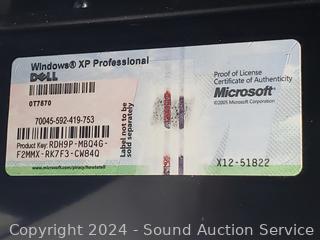 Windows® XP Professional
DELL
0T7570
70045-592-419-753
Product Key: RDH9P-MBQ4G-
F2MMX-RK7F3-CW84Q
www.microsoft.com/piracy/howtotell
Label not to be
sold separately
Proof of License
Certificate of Authenticity
Microsoft®
©2005 Microsoft Corporation
X12-51822
Copyright 2024 - Sound Auction Service